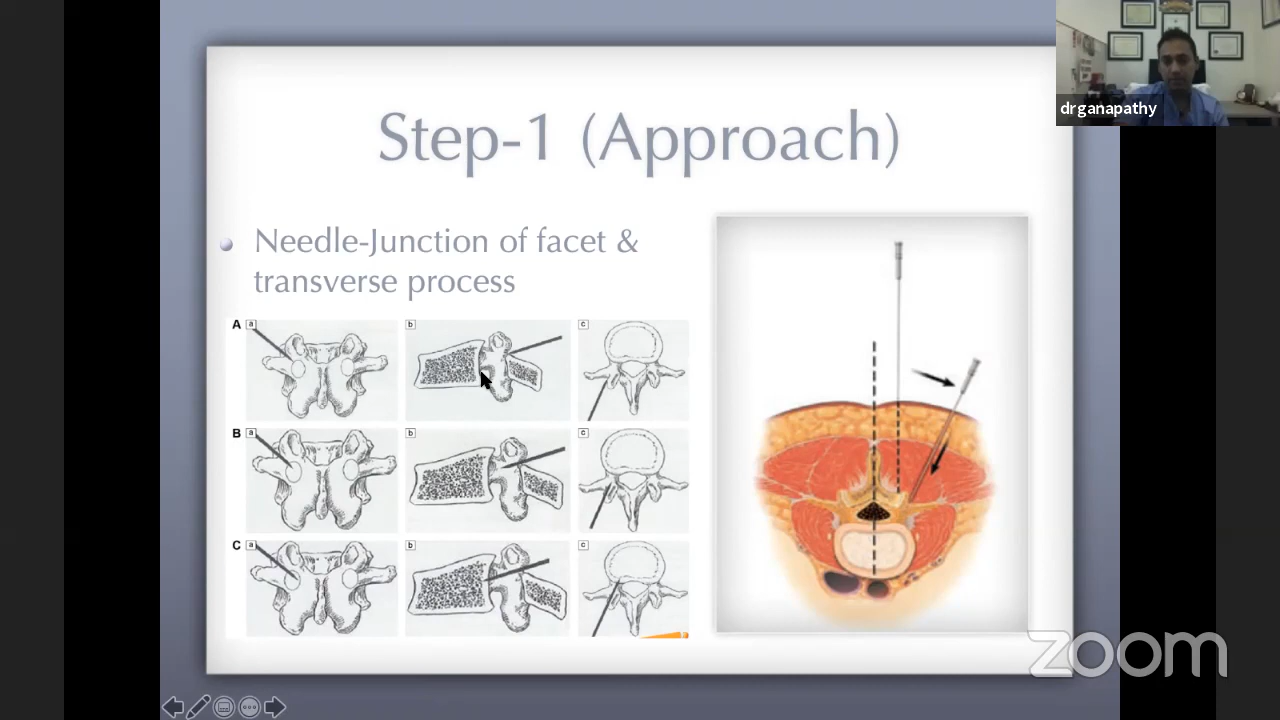 drganapathy
Step-1 (Approach)
Needle-Junction of facet &
transverse process
A a b c
B a b c
C a b c
zoom